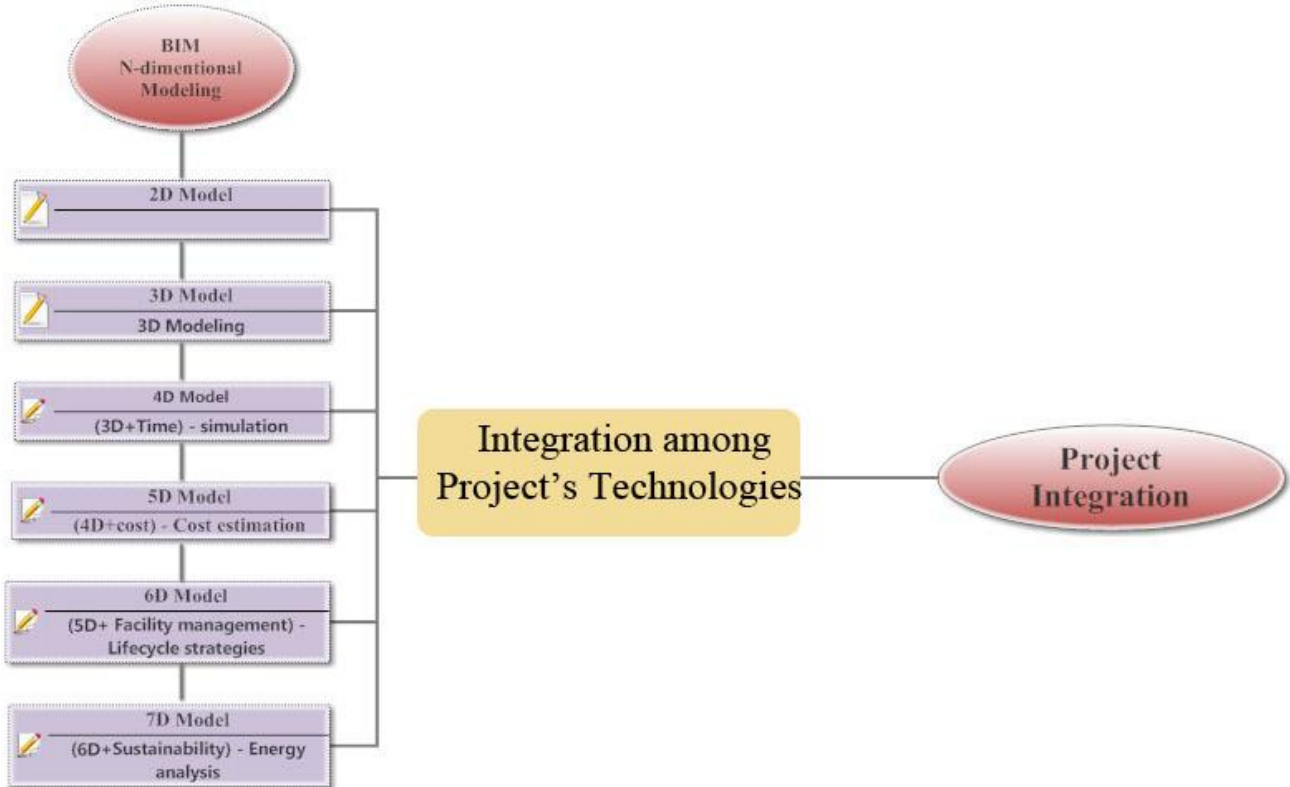 BIM
N-dimentional
Modeling
2D Model
3D Model
3D Modeling
4D Model
(3D+Time) - simulation
5D Model
(4D+cost) - Cost estimation
6D Model
(5D+ Facility management) -
Lifecycle strategies
7D Model
(6D+Sustainability) - Energy
analysis
Integration among
Project’s Technologies
Project
Integration